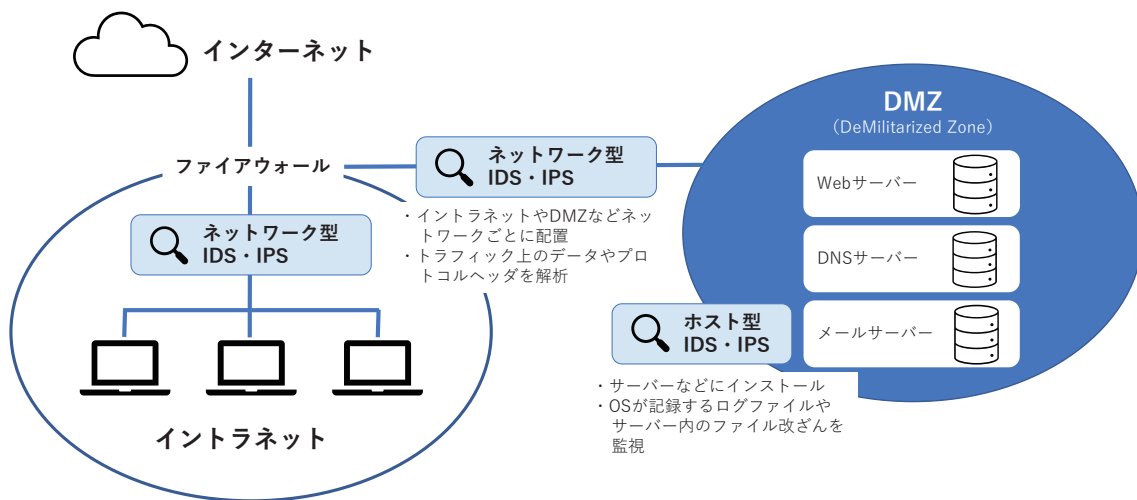 インターネット
DMZ
(DeMilitarized Zone)
ファイアウォール
ネットワーク型
IDS・IPS
Webサーバー
・イントラネットやDMZなどネッ
トワークごとに配置
・トラフィック上のデータやプロ
トコルヘッダを解析
ネットワーク型
IDS・IPS
DNSサーバー
ホスト型
IDS・IPS
メールサーバー
・サーバーなどにインストール
・OSが記録するログファイルや
サーバー内のファイル改ざんを
監視
イントラネット